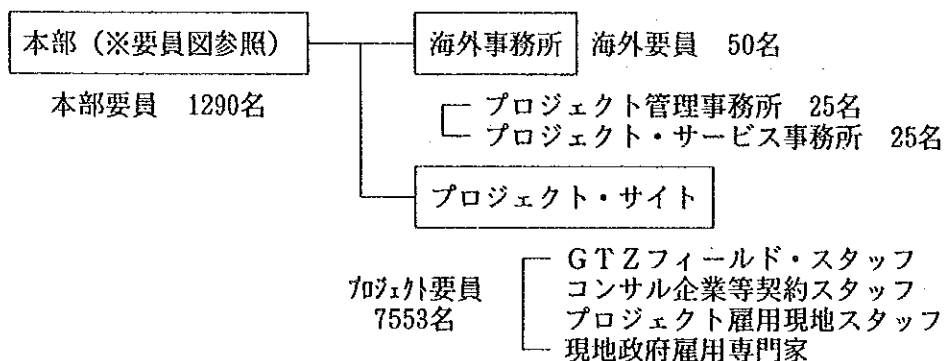 本部（※要員図参照）
海外事務所 海外要員 50名
本部要員 1290名
プロジェクト管理事務所 25名
プロジェクト・サービス事務所 25名
プロジェクト・サイト
GTZフィールド・スタッフ
プロジェクト要員
コンサル企業等契約スタッフ
7553名
プロジェクト雇用現地スタッフ
現地政府雇用専門家